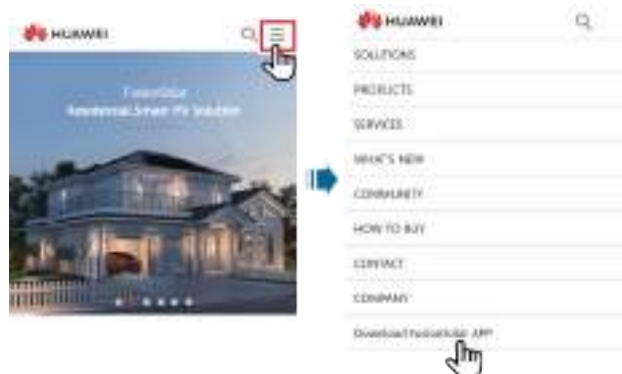 HUAWEI
FusionSolar
Residential Smart PV Solution
HUAWEI
SOLUTIONS
PRODUCTS
SERVICES
WHAT'S NEW
COMMUNITY
HOW TO BUY
CONTACT
COMPANY
Download FusionSolar APP